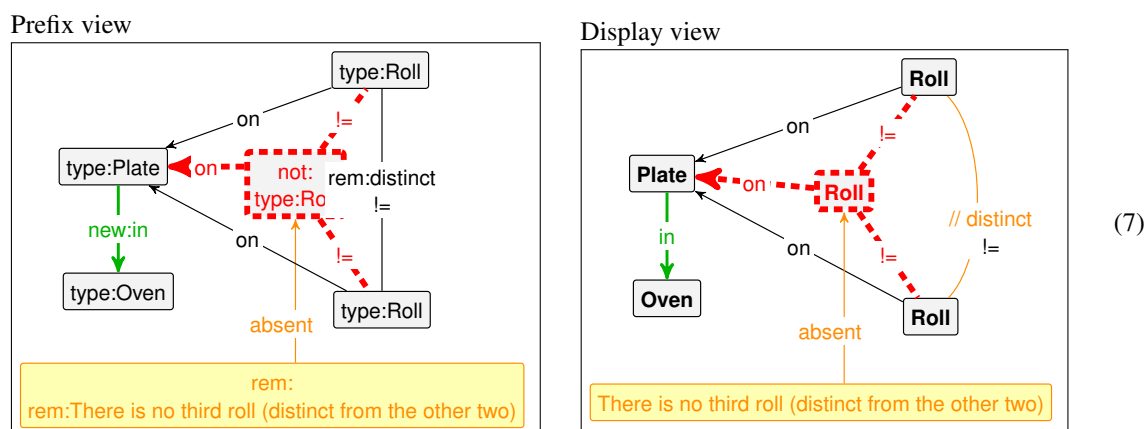 Prefix view
type:Roll
on
!=
type:Plate
on
not:
rem:distinct
!=
new:in
on
!=
type:Oven
type:Roll
absent
rem:
rem:There is no third roll (distinct from the other two)
Display view
Roll
on
!=
Plate
on
Roll
in
on
!=
// distinct
!=
Oven
Roll
absent
There is no third roll (distinct from the other two)
(7)